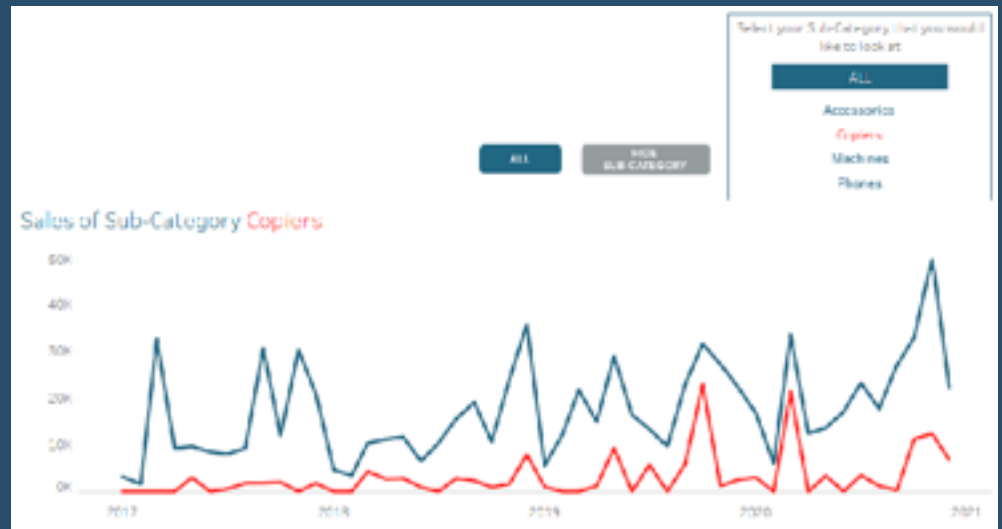 Select your Sub-Category that you would
like to look at
ALL
Accessories
Copiers
Machines
Phones
ALL
HIDE
SUB-CATEGORY
Sales of Sub-Category Copiers
50K
40K
30K
20K
10K
0K
2017 2018 2019 2020 2021